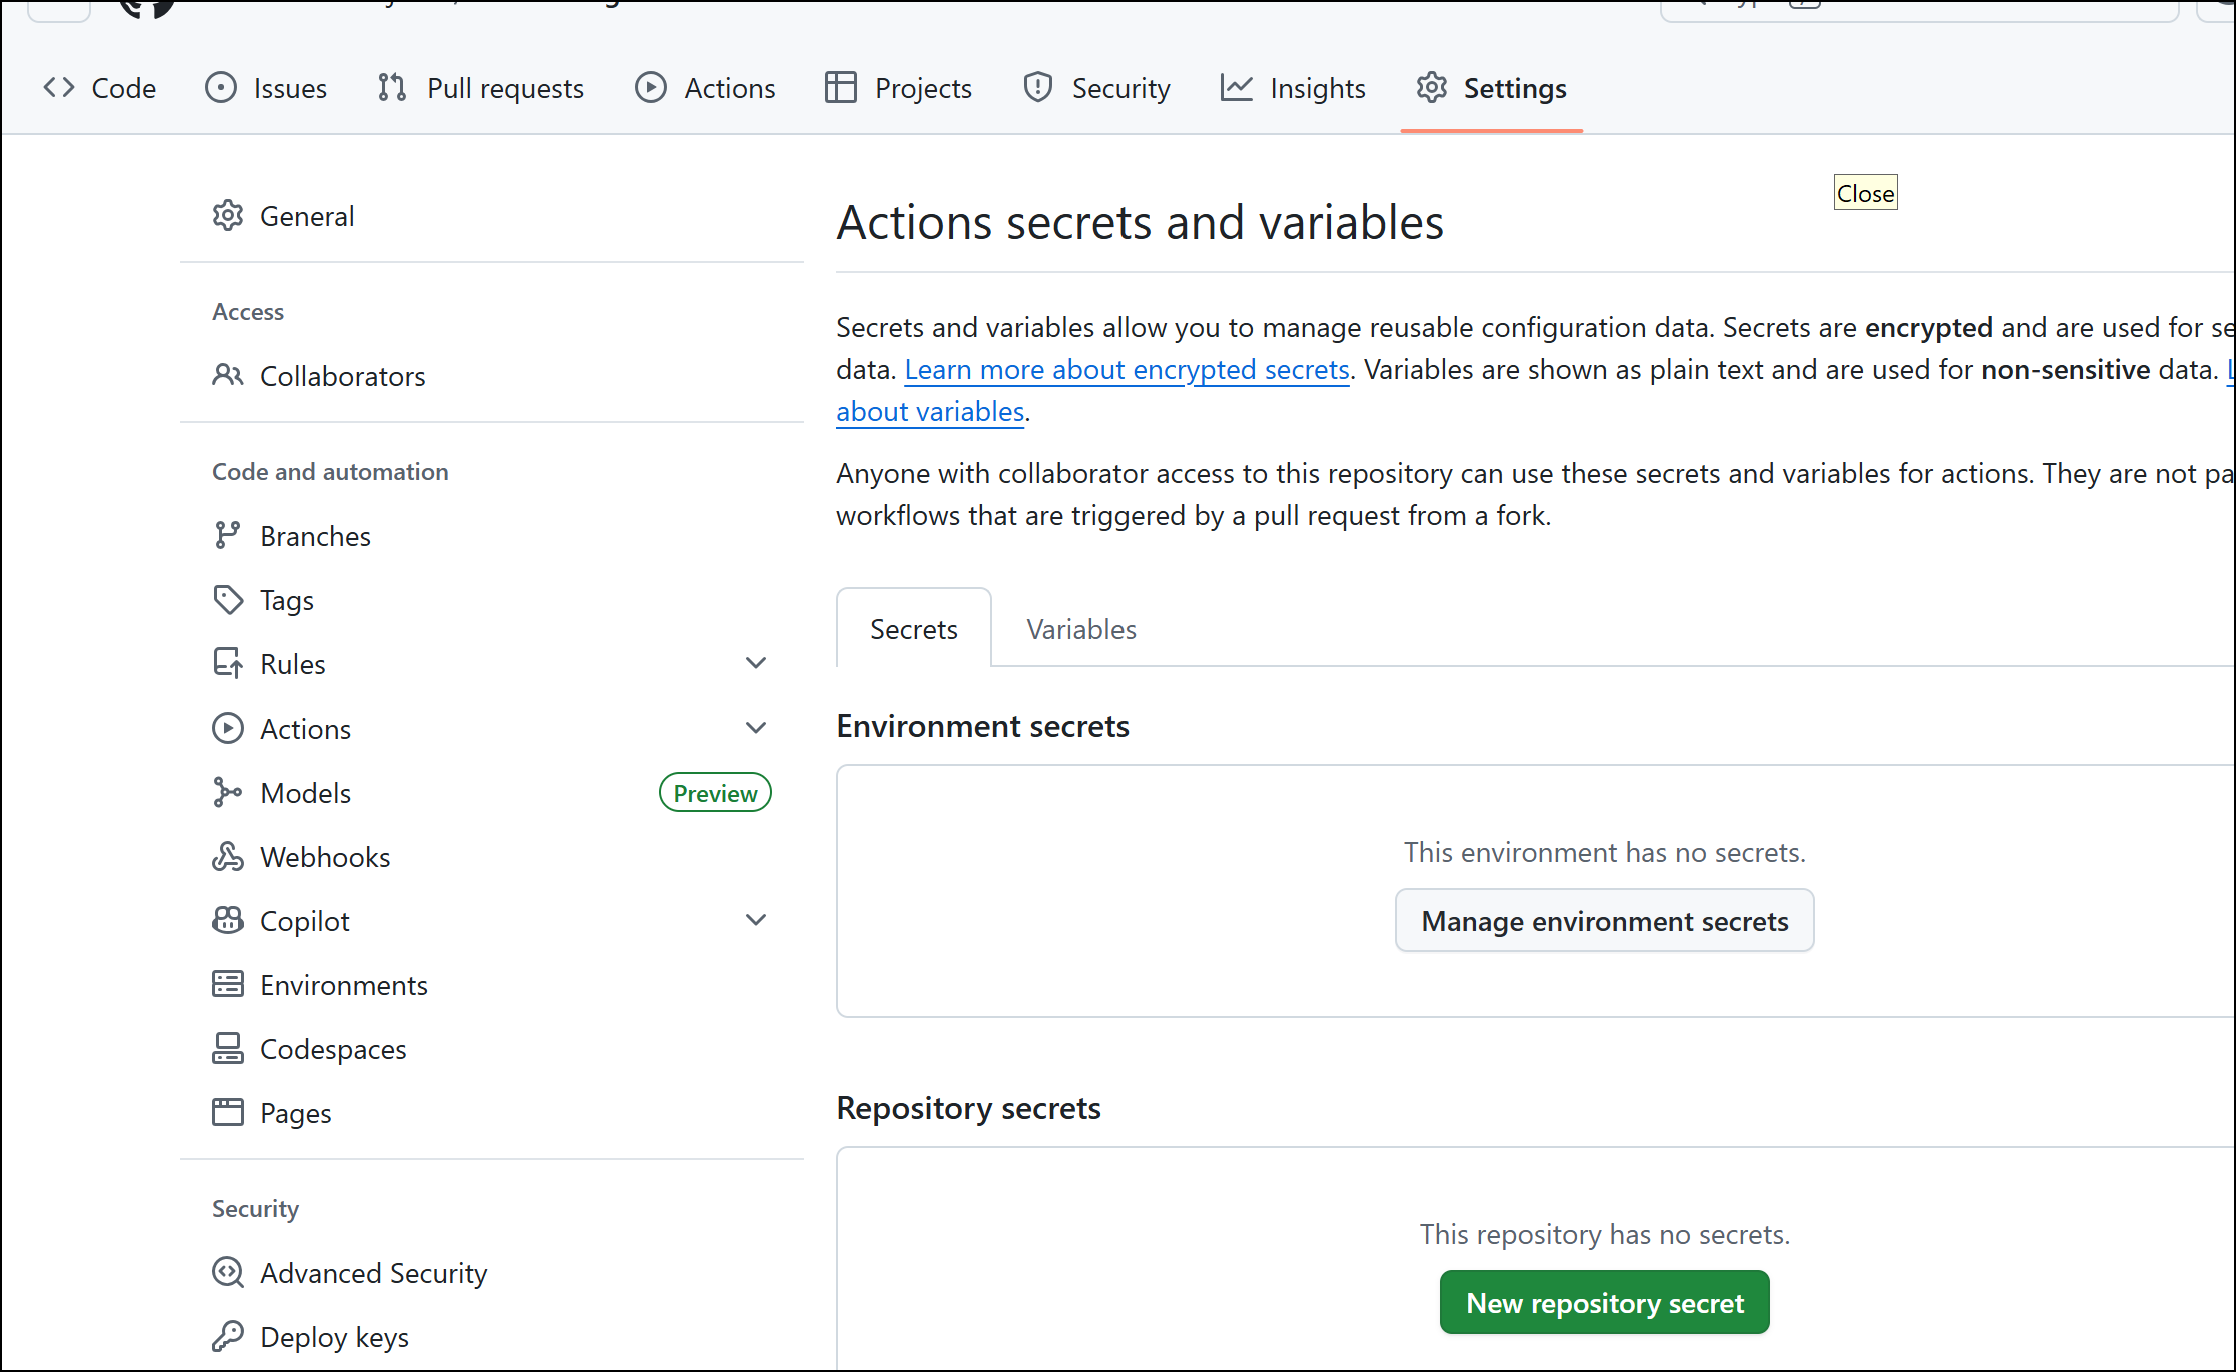 Code
Issues
Pull requests
Actions
Projects
Security
Insights
Settings
Close
General
Access
Collaborators
Code and automation
Branches
Tags
Rules
Actions
Models
Preview
Webhooks
Copilot
Environments
Codespaces
Pages
Security
Advanced Security
Deploy keys
Actions secrets and variables
Secrets and variables allow you to manage reusable configuration data. Secrets are encrypted and are used for
data. Learn more about encrypted secrets. Variables are shown as plain text and are used for non-sensitive data.
about variables.
Anyone with collaborator access to this repository can use these secrets and variables for actions. They are not
workflows that are triggered by a pull request from a fork.
Secrets
Variables
Environment secrets
This environment has no secrets.
Manage environment secrets
Repository secrets
This repository has no secrets.
New repository secret